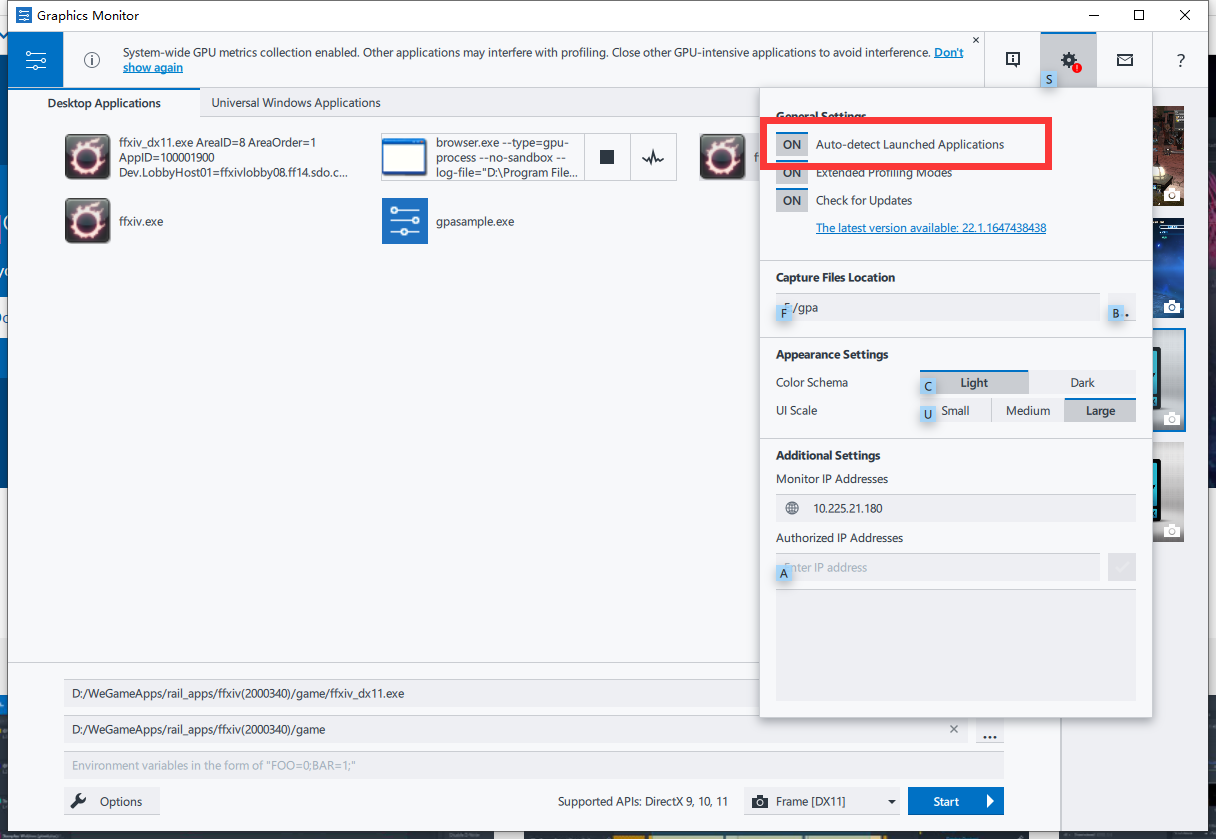 Graphics Monitor
System-wide GPU metrics collection enabled. Other applications may interfere with profiling. Close other GPU-intensive applications to avoid interference. Don't
show again
S
?
Desktop Applications
Universal Windows Applications
ffxiv_dx11.exe AreaID=8 AreaOrder=1
AppID=100001900
Dev.LobbyHost01=ffxivlobby08.ff14.sdo.c...
browser.exe --type=gpu-
process --no-sandbox --
log-file="D:\Program File...
ffxiv.exe
gpasample.exe
General Settings
ON Auto-detect Launched Applications
ON Extended Profiling Modes
ON Check for Updates
The latest version available: 22.1.1647438438
Capture Files Location
F /gpa
B
Appearance Settings
Color Schema C Light Dark
UI Scale U Small Medium Large
Additional Settings
Monitor IP Addresses
10.225.21.180
Authorized IP Addresses
A Enter IP address
D:/WeGameApps/rail_apps/ffxiv(2000340)/game/ffxiv_dx11.exe
D:/WeGameApps/rail_apps/ffxiv(2000340)/game
...
Environment variables in the form of "FOO=0;BAR=1;"
Options
Supported APIs: DirectX 9, 10, 11
Frame [DX11]
Start